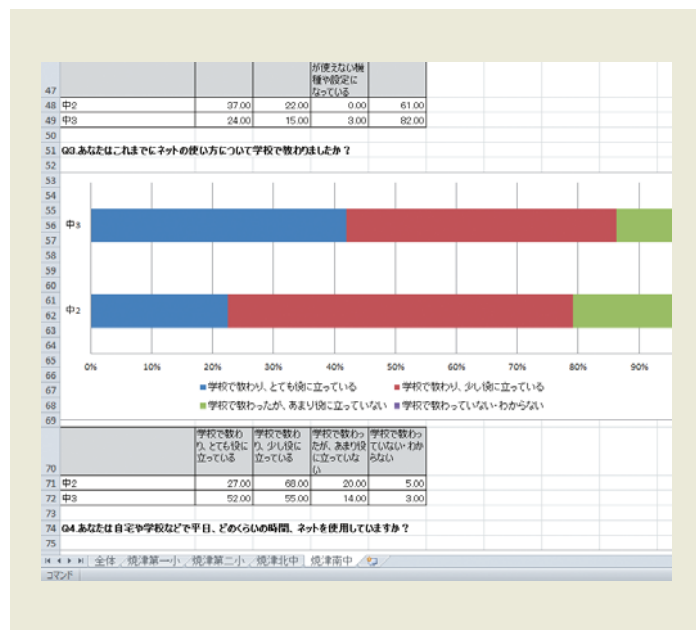 が使えない機
種や設定に
なっている
47
48 中2 37.00 22.00 0.00 61.00
49 中3 24.00 15.00 3.00 82.00
50
51 Q3.あなたはこれまでにネットの使い方について学校で教わりましたか？
52
53
54
55
56 中3
57
58
59
60
61 中2
62
63
64
65 0% 10% 20% 30% 40% 50% 60% 70% 80% 90%
66
67 学校で教わり、とても役に立っている 学校で教わり、少し役に立っている
68 学校で教わったが、あまり役に立っていない 学校で教わっていない・わからない
69
学校で教わり、とても役に立っている 学校で教わり、少し役に立っている 学校で教わったが、あまり役に立っていない 学校で教わっていない・わからない
70
71 中2 27.00 68.00 20.00 5.00
72 中3 52.00 55.00 14.00 3.00
73
74 Q4.あなたは自宅や学校などで平日、どのくらいの時間、ネットを使用していますか？
75
全体 焼津第一小 焼津第二小 焼津北中 焼津南中
コマンド